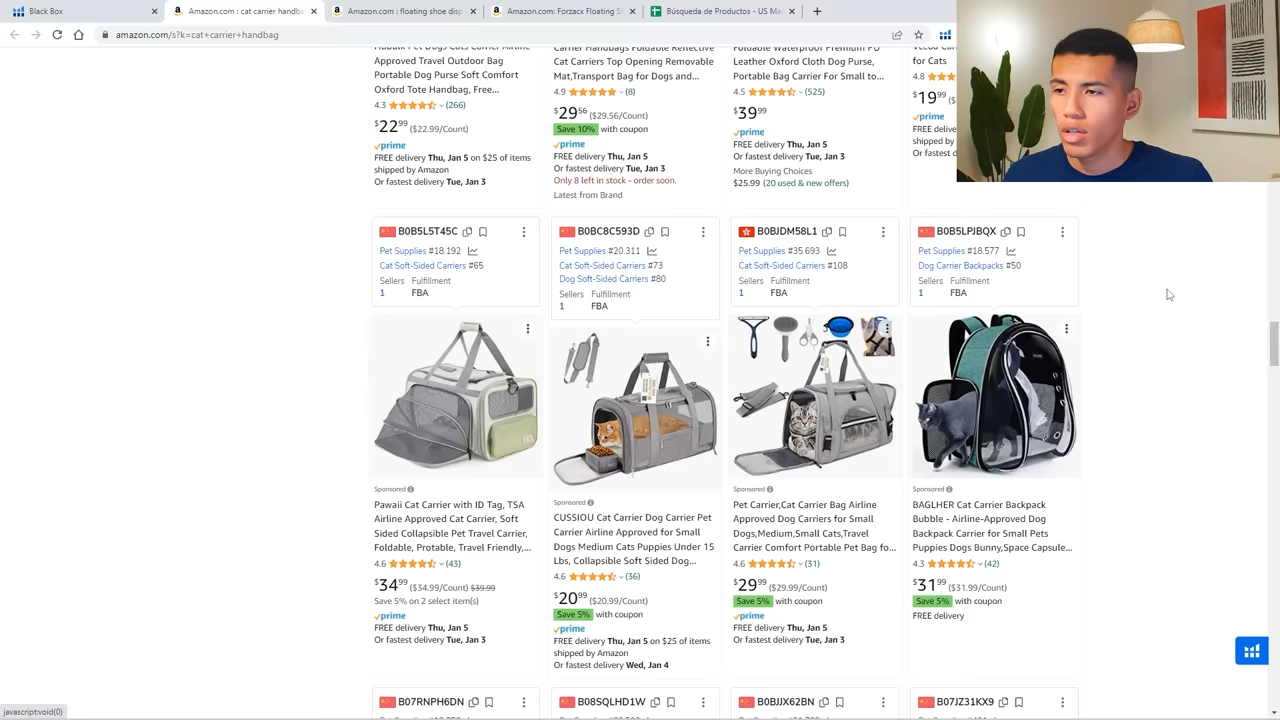 Black Box
Amazon.com : cat carrier handba
Amazon.com : floating shoe disp
Amazon.com: Forzacx Floating S
Búsqueda de Productos - US Ma
amazon.com/s?k=cat+carrier+handbag
Approved Travel Outdoor Bag
Portable Dog Purse Soft Comfort
Oxford Tote Handbag, Free...
4.3 (266)
$22.99 ($22.99/Count)
prime
FREE delivery Thu, Jan 5 on $25 of items
shipped by Amazon
Or fastest delivery Tue, Jan 3
Carrier Handbags Foldable Reflective
Cat Carriers Top Opening Removable
Mat,Transport Bag for Dogs and...
4.9 (8)
$29.56 ($29.56/Count)
Save 10% with coupon
prime
FREE delivery Thu, Jan 5
Or fastest delivery Tue, Jan 3
Only 8 left in stock - order soon.
Latest from Brand
Foldable Waterproof Premium PU
Leather Oxford Cloth Dog Purse,
Portable Bag Carrier For Small to...
4.5 (525)
$39.99
prime
FREE delivery Thu, Jan 5
Or fastest delivery Tue, Jan 3
More Buying Choices
$25.99 (20 used & new offers)
for Cats
4.8
$19.99 ($
prime
FREE delive
shipped by
Or fastest d
B0B5L5T45C
Pet Supplies #18.192
Cat Soft-Sided Carriers #65
Sellers Fulfillment
1 FBA
B0BC8C593D
Pet Supplies #20.311
Cat Soft-Sided Carriers #73
Dog Soft-Sided Carriers #80
Sellers Fulfillment
1 FBA
B0BJDM58L1
Pet Supplies #35.693
Cat Soft-Sided Carriers #108
Sellers Fulfillment
1 FBA
B0B5LPJBQX
Pet Supplies #18.577
Dog Carrier Backpacks #50
Sellers Fulfillment
1 FBA
Sponsored
Pawaii Cat Carrier with ID Tag, TSA
Airline Approved Cat Carrier, Soft
Sided Collapsible Pet Travel Carrier,
Foldable, Protable, Travel Friendly,...
4.6 (43)
$34.99 ($34.99/Count) $39.99
Save 5% on 2 select item(s)
prime
FREE delivery Thu, Jan 5
Or fastest delivery Tue, Jan 3
Sponsored
CUSSIOU Cat Carrier Dog Carrier Pet
Carrier Airline Approved for Small
Dogs Medium Cats Puppies Under 15
Lbs, Collapsible Soft Sided Dog...
4.6 (36)
$20.99 ($20.99/Count)
Save 5% with coupon
prime
FREE delivery Thu, Jan 5 on $25 of items
shipped by Amazon
Or fastest delivery Wed, Jan 4
Sponsored
Pet Carrier,Cat Carrier Bag Airline
Approved Dog Carriers for Small
Dogs,Medium,Small Cats,Travel
Carrier Comfort Portable Pet Bag fo...
4.6 (31)
$29.99 ($29.99/Count)
Save 5% with coupon
prime
FREE delivery Thu, Jan 5
Or fastest delivery Tue, Jan 3
Sponsored
BAGLHER Cat Carrier Backpack
Bubble - Airline-Approved Dog
Backpack Carrier for Small Pets
Puppies Dogs Bunny,Space Capsule...
4.3 (42)
$31.99 ($31.99/Count)
Save 5% with coupon
FREE delivery
B07RNPH6DN
B08SQLHD1W
B0BJJX62BN
B07JZ31KX9
javascript:void(0)